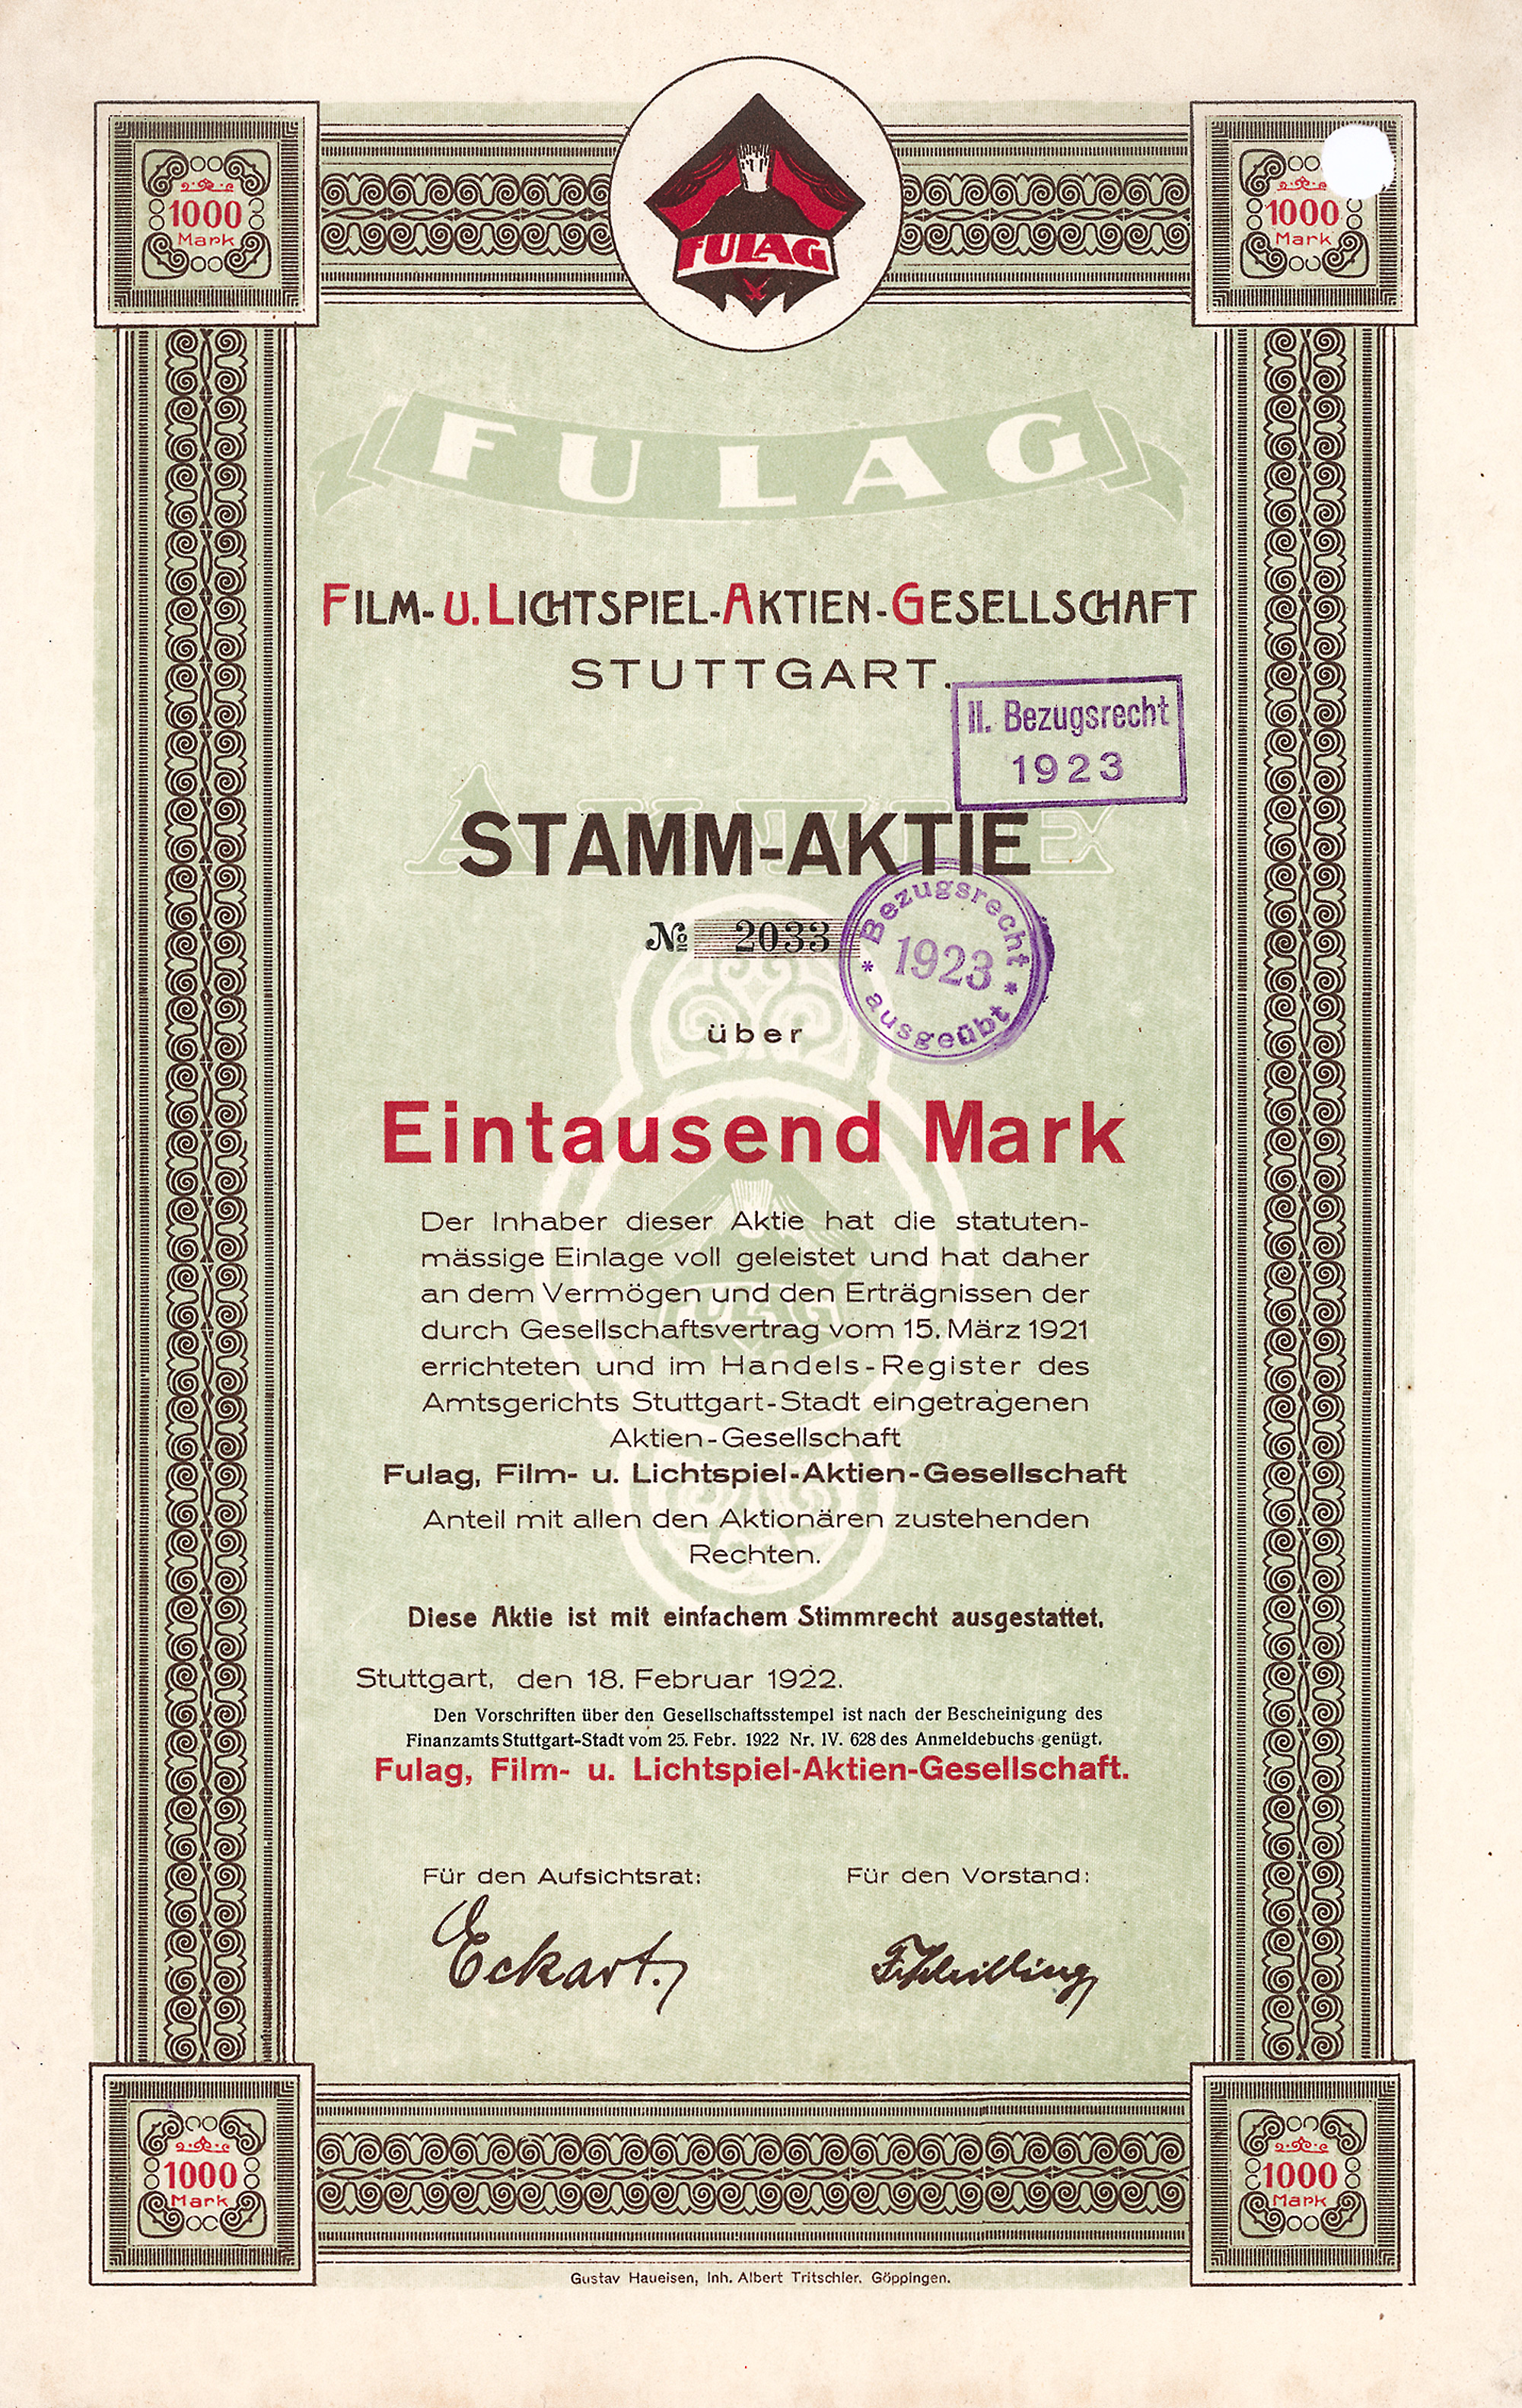 1000
Mark
FULAG
1000
Mark
FULAG
FILM- U. LICHTSPIEL-AKTIEN-GESELLSCHAFT
STUTTGART.
II. Bezugsrecht
1923
AKTIE
STAMM-AKTIE
№ 2033
Bezugsrecht
* 1923 *
ausgeübt
über
Eintausend Mark
Der Inhaber dieser Aktie hat die statuten-
mässige Einlage voll geleistet und hat daher
an dem Vermögen und den Erträgnissen der
durch Gesellschaftsvertrag vom 15. März 1921
errichteten und im Handels-Register des
Amtsgerichts Stuttgart-Stadt eingetragenen
Aktien-Gesellschaft
Fulag, Film- u. Lichtspiel-Aktien-Gesellschaft
Anteil mit allen den Aktionären zustehenden
Rechten.
FULAG
Diese Aktie ist mit einfachem Stimmrecht ausgestattet.
Stuttgart, den 18. Februar 1922.
Den Vorschriften über den Gesellschaftsstempel ist nach der Bescheinigung des
Finanzamts Stuttgart-Stadt vom 25. Febr. 1922 Nr. IV. 628 des Anmeldebuchs genügt.
Fulag, Film- u. Lichtspiel-Aktien-Gesellschaft.
Für den Aufsichtsrat: Für den Vorstand:
Eckart.
1000
Mark
1000
Mark
Gustav Haueisen, Inh. Albert Tritschler. Göppingen.